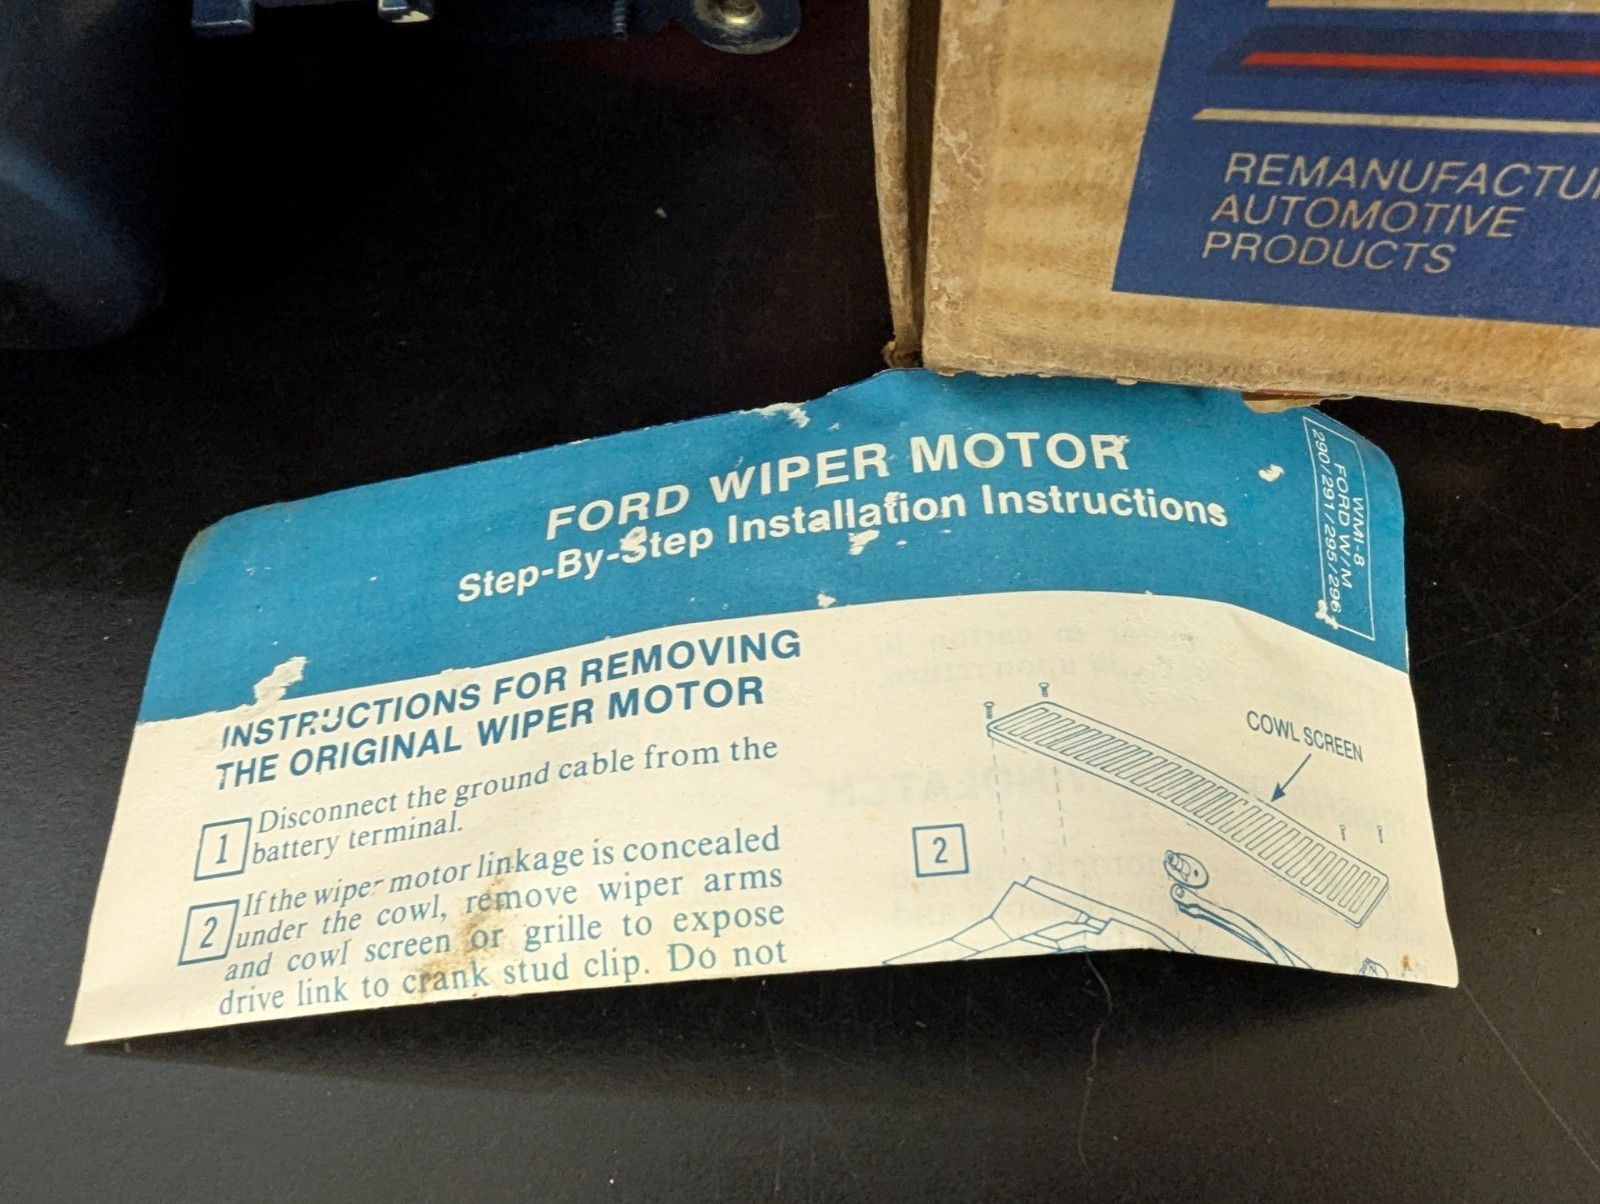 REMANUFACTU
AUTOMOTIVE
PRODUCTS
FORD WIPER MOTOR
Step-By-Step Installation Instructions
WMI-8
FORD W/M
290/291/295/296
INSTRUCTIONS FOR REMOVING
THE ORIGINAL WIPER MOTOR
1 Disconnect the ground cable from the
battery terminal.
2 If the wiper motor linkage is concealed
under the cowl, remove wiper arms
and cowl screen or grille to expose
drive link to crank stud clip. Do not
COWL SCREEN
2